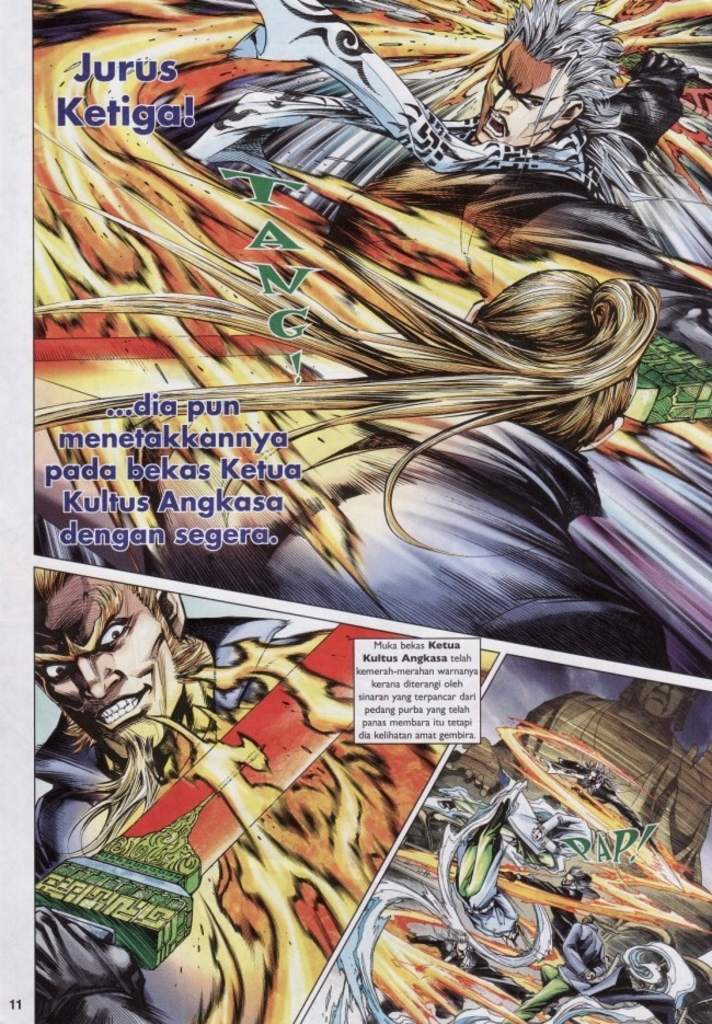 Jurus
Ketiga!
TANG!
...dia pun
menetakkannya
pada bekas Ketua
Kultus Angkasa
dengan segera.
Muka bekas Ketua
Kultus Angkasa telah
kemerah-merahan warnanya
kerana diterangi oleh
sinaran yang terpancar dari
pedang purba yang telah
panas membara itu tetapi
dia kelihatan amat gembira.
PAP!
11